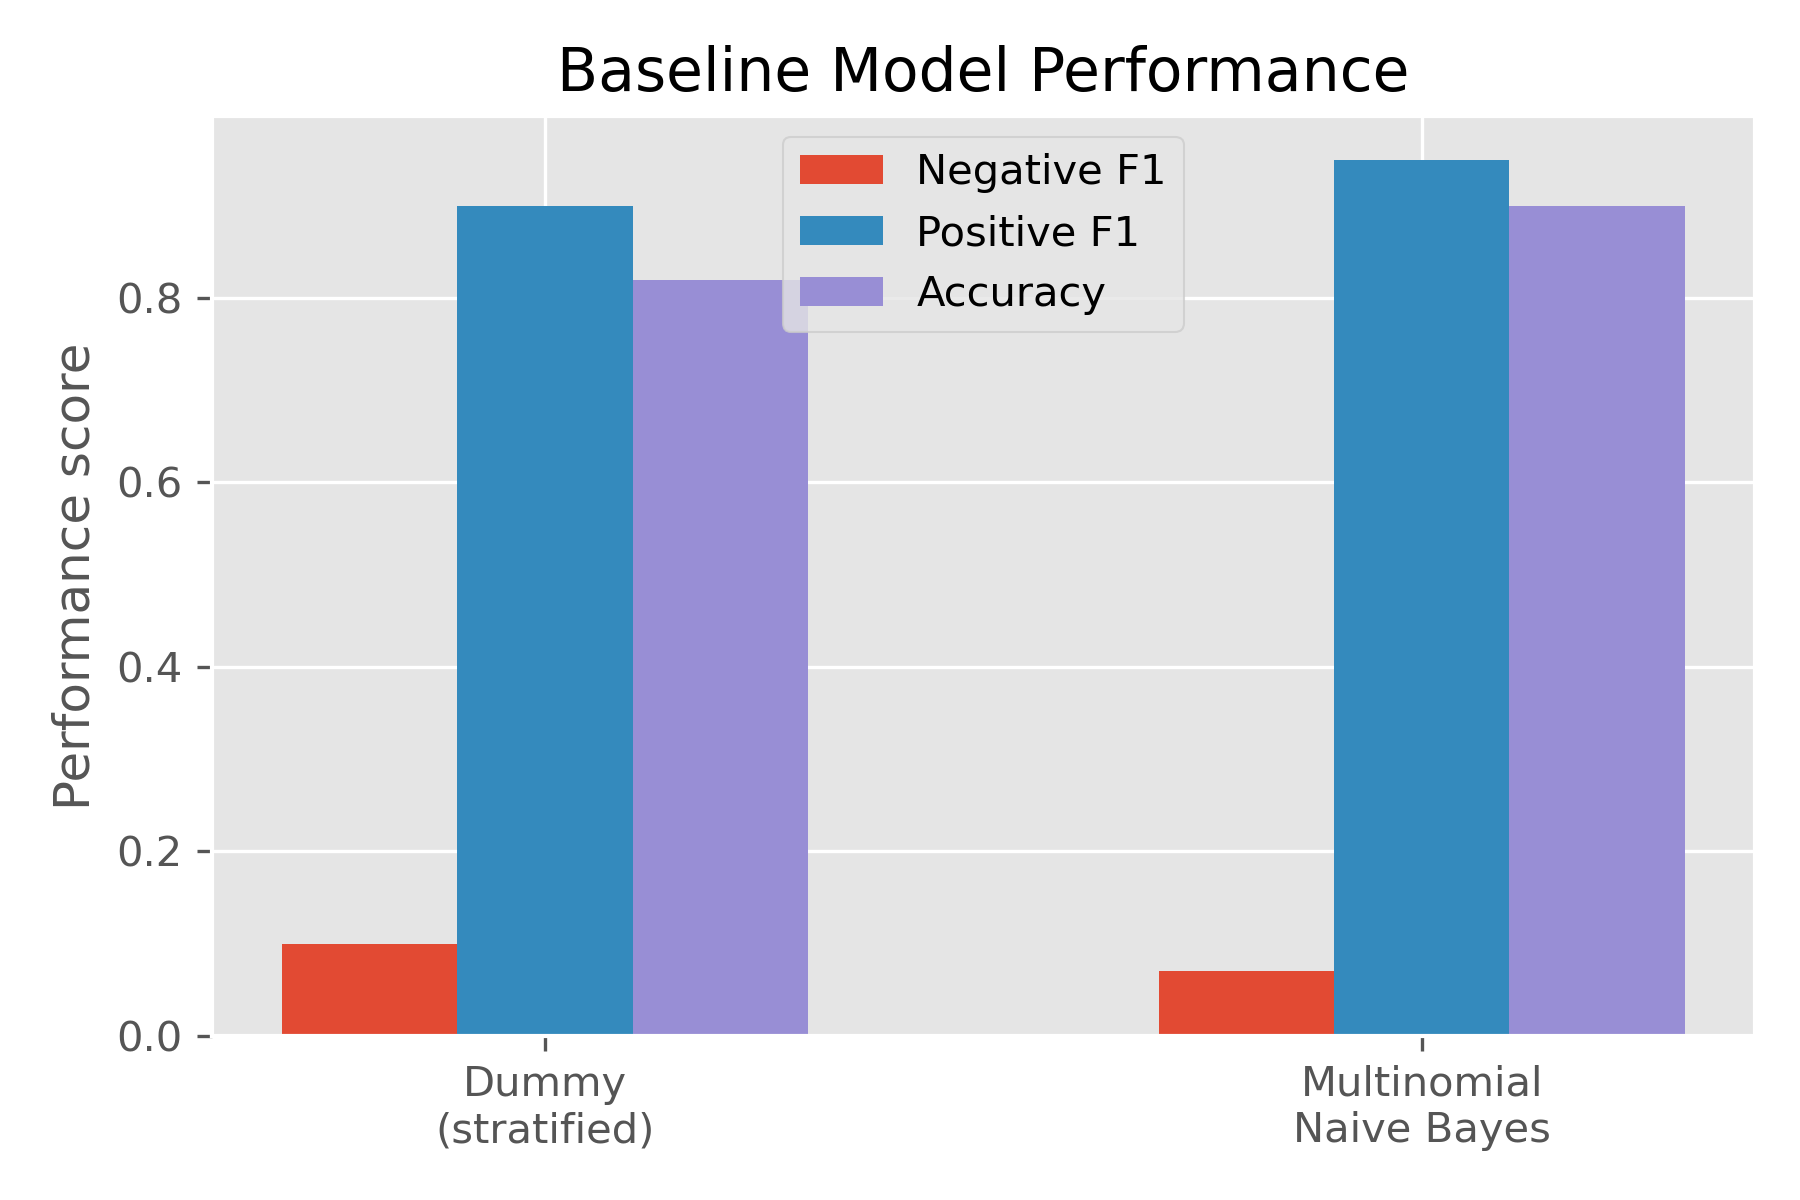 Baseline Model Performance
Negative F1
Positive F1
Accuracy
Performance score
0.8
0.6
0.4
0.2
0.0
Dummy
(stratified)
Multinomial
Naive Bayes